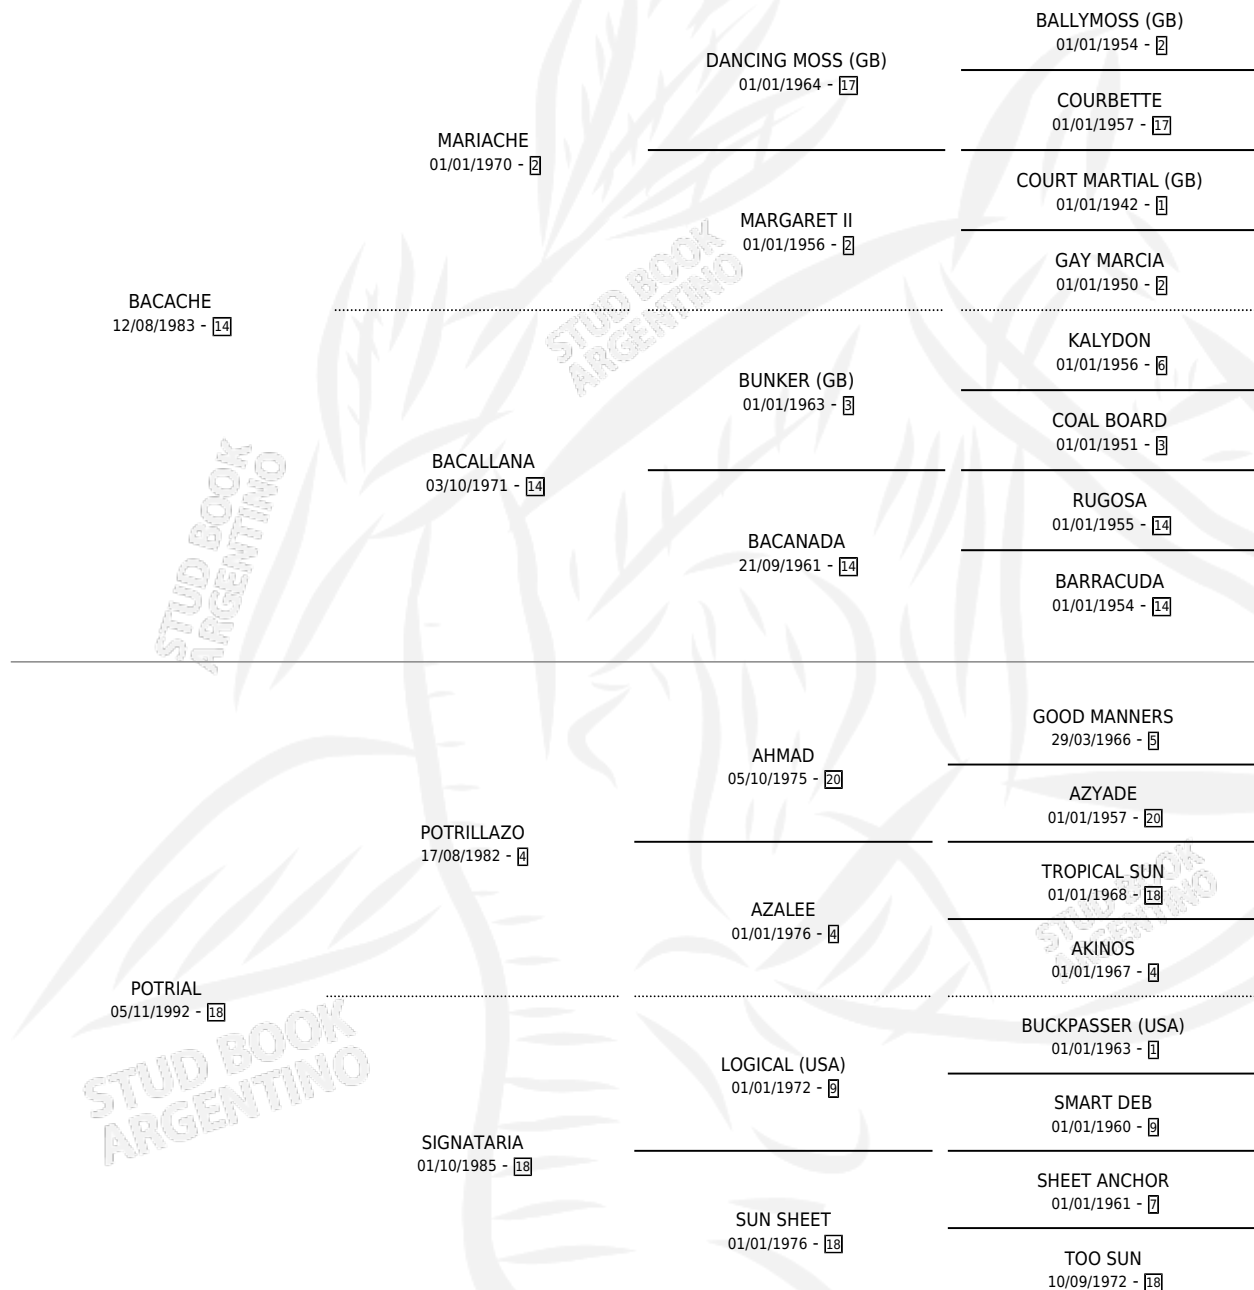 BALLYMOSS (GB)
01/01/1954 - 2
DANCING MOSS (GB)
01/01/1964 - 17
COURBETTE
01/01/1957 - 17
MARIACHE
01/01/1970 - 2
COURT MARTIAL (GB)
01/01/1942 - 1
MARGARET II
01/01/1956 - 2
GAY MARCIA
01/01/1950 - 2
BACACHE
12/08/1983 - 14
KALYDON
01/01/1956 - 6
BUNKER (GB)
01/01/1963 - 3
COAL BOARD
01/01/1951 - 3
BACALLANA
03/10/1971 - 14
RUGOSA
01/01/1955 - 14
BACANADA
21/09/1961 - 14
BARRACUDA
01/01/1954 - 14
GOOD MANNERS
29/03/1966 - 5
AHMAD
05/10/1975 - 20
AZYADE
01/01/1957 - 20
POTRILLAZO
17/08/1982 - 4
TROPICAL SUN
01/01/1968 - 18
AZALEE
01/01/1976 - 4
AKINOS
01/01/1967 - 4
POTRIAL
05/11/1992 - 18
BUCKPASSER (USA)
01/01/1963 - 1
LOGICAL (USA)
01/01/1972 - 9
SMART DEB
01/01/1960 - 9
SIGNATARIA
01/10/1985 - 18
SHEET ANCHOR
01/01/1961 - 7
SUN SHEET
01/01/1976 - 18
TOO SUN
10/09/1972 - 18
STUD BOOK
ARGENTINO
STUD BOOK
ARGENTINO
STUD BOOK
ARGENTINO
STUD BOOK
ARGENTINO